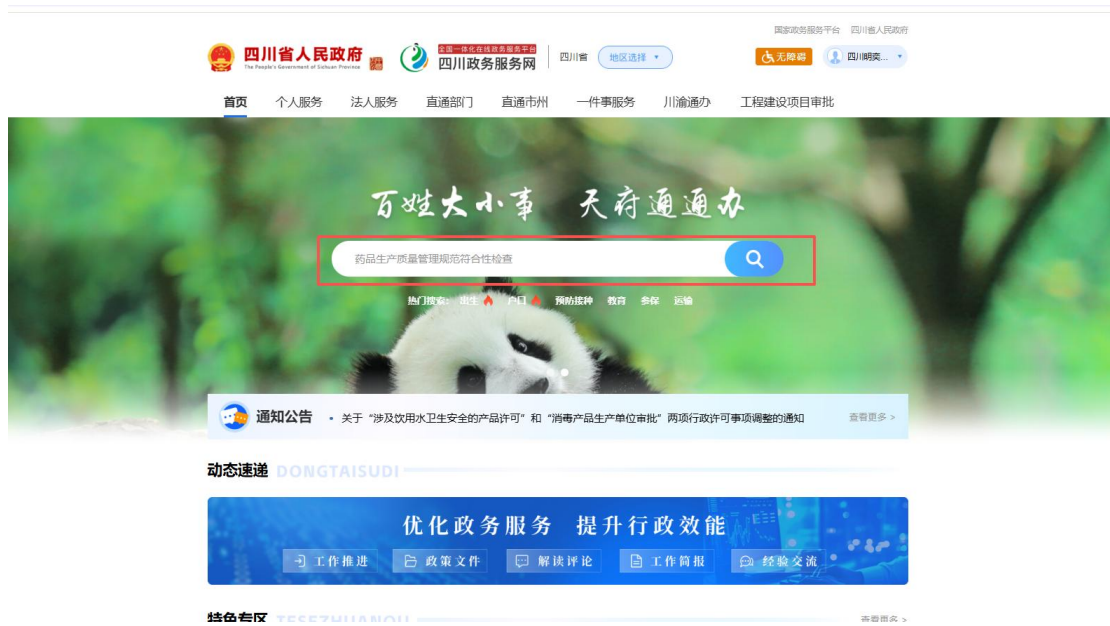 国家政务服务平台 四川省人民政府
四川省人民政府
The People's Government of Sichuan Province
全国一体化在线政务服务平台
四川政务服务网
四川省 地区选择
无障碍 四川明奕...
首页 个人服务 法人服务 直通部门 直通市州 一件事服务 川渝通办 工程建设项目审批
百姓大小事 天府通通办
药品生产质量管理规范符合性检查
热门搜索: 出生 户口 预防接种 教育 参保 运输
通知公告 · 关于“涉及饮用水卫生安全的产品许可”和“消毒产品生产单位审批”两项行政许可事项调整的通知 查看更多 >
动态速递 DONGTAISUDI
优化政务服务 提升行政效能
工作推进 政策文件 解读评论 工作简报 经验交流
特色专区 TESEZHUANQU 查看更多 >